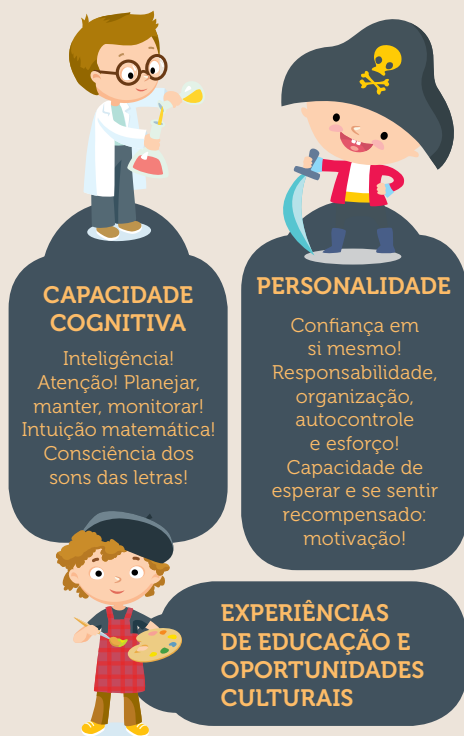 CAPACIDADE
COGNITIVA
Inteligência!
Atenção! Planejar,
manter, monitorar!
Intuição matemática!
Consciência dos
sons das letras!
PERSONALIDADE
Confiança em
si mesmo!
Responsabilidade,
organização,
autocontrole
e esforço!
Capacidade de
esperar e se sentir
recompensado:
motivação!
EXPERIÊNCIAS
DE EDUCAÇÃO E
OPORTUNIDADES
CULTURAIS